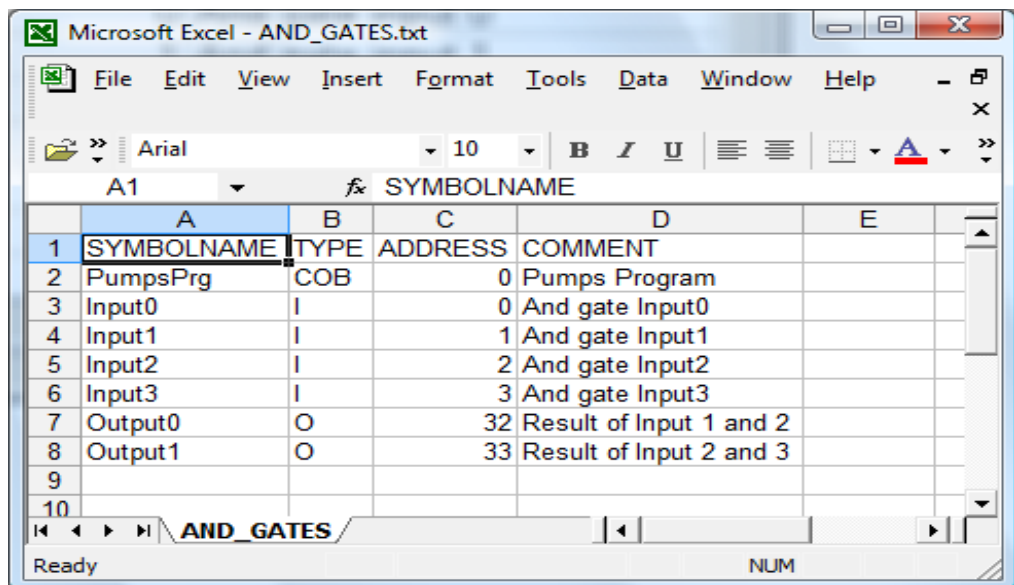 Microsoft Excel - AND_GATES.txt
File Edit View Insert Format Tools Data Window Help
Arial 10 B I U A
A1 fx SYMBOLNAME
A B C D E
1 SYMBOLNAME TYPE ADDRESS COMMENT
2 PumpsPrg COB 0 Pumps Program
3 Input0 I 0 And gate Input0
4 Input1 I 1 And gate Input1
5 Input2 I 2 And gate Input2
6 Input3 I 3 And gate Input3
7 Output0 O 32 Result of Input 1 and 2
8 Output1 O 33 Result of Input 2 and 3
9
10
AND_GATES
Ready NUM